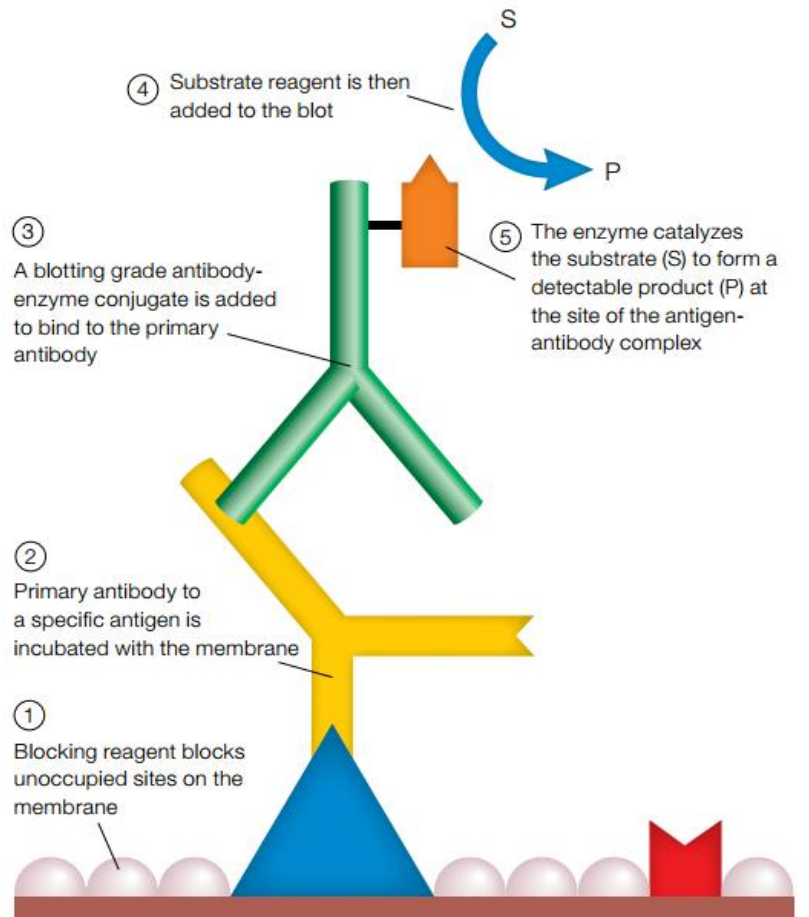 S
④ Substrate reagent is then
added to the blot
P
③
A blotting grade antibody-
enzyme conjugate is added
to bind to the primary
antibody
⑤ The enzyme catalyzes
the substrate (S) to form a
detectable product (P) at
the site of the antigen-
antibody complex
②
Primary antibody to
a specific antigen is
incubated with the membrane
①
Blocking reagent blocks
unoccupied sites on the
membrane